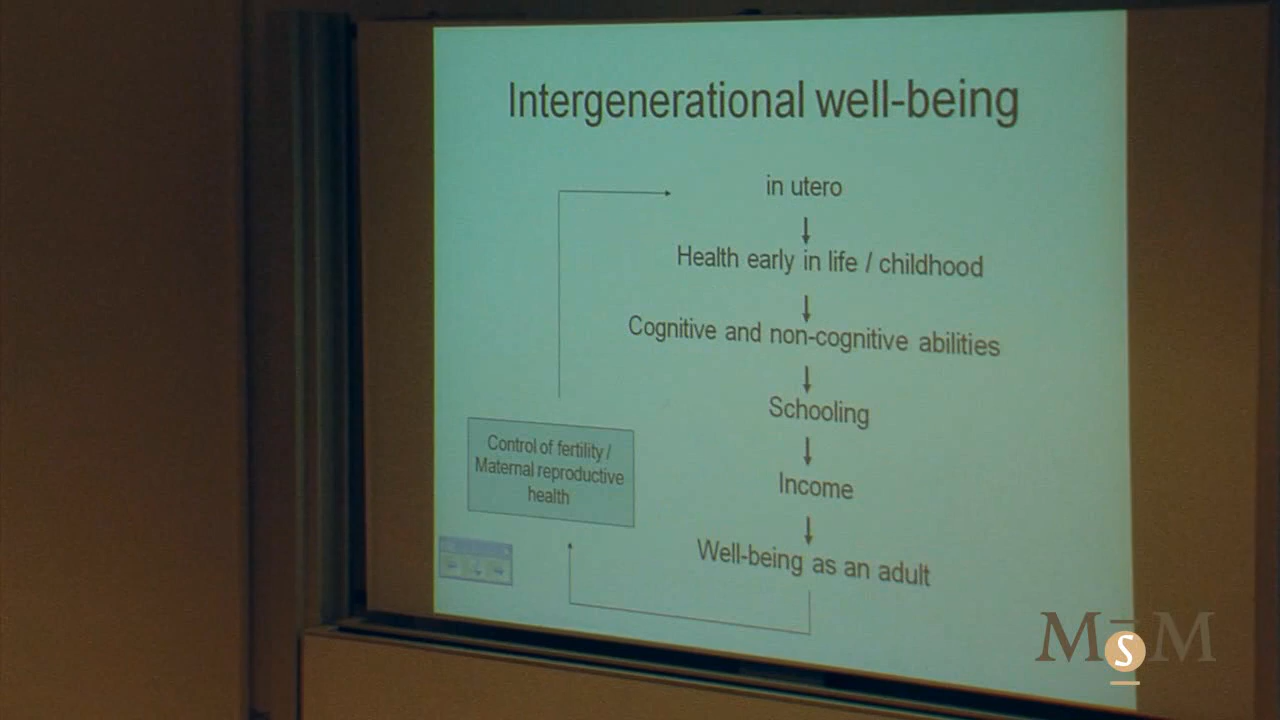 Intergenerational well-being
in utero
Health early in life / childhood
Cognitive and non-cognitive abilities
Schooling
Income
Well-being as an adult
Control of fertility /
Maternal reproductive
health
MSM